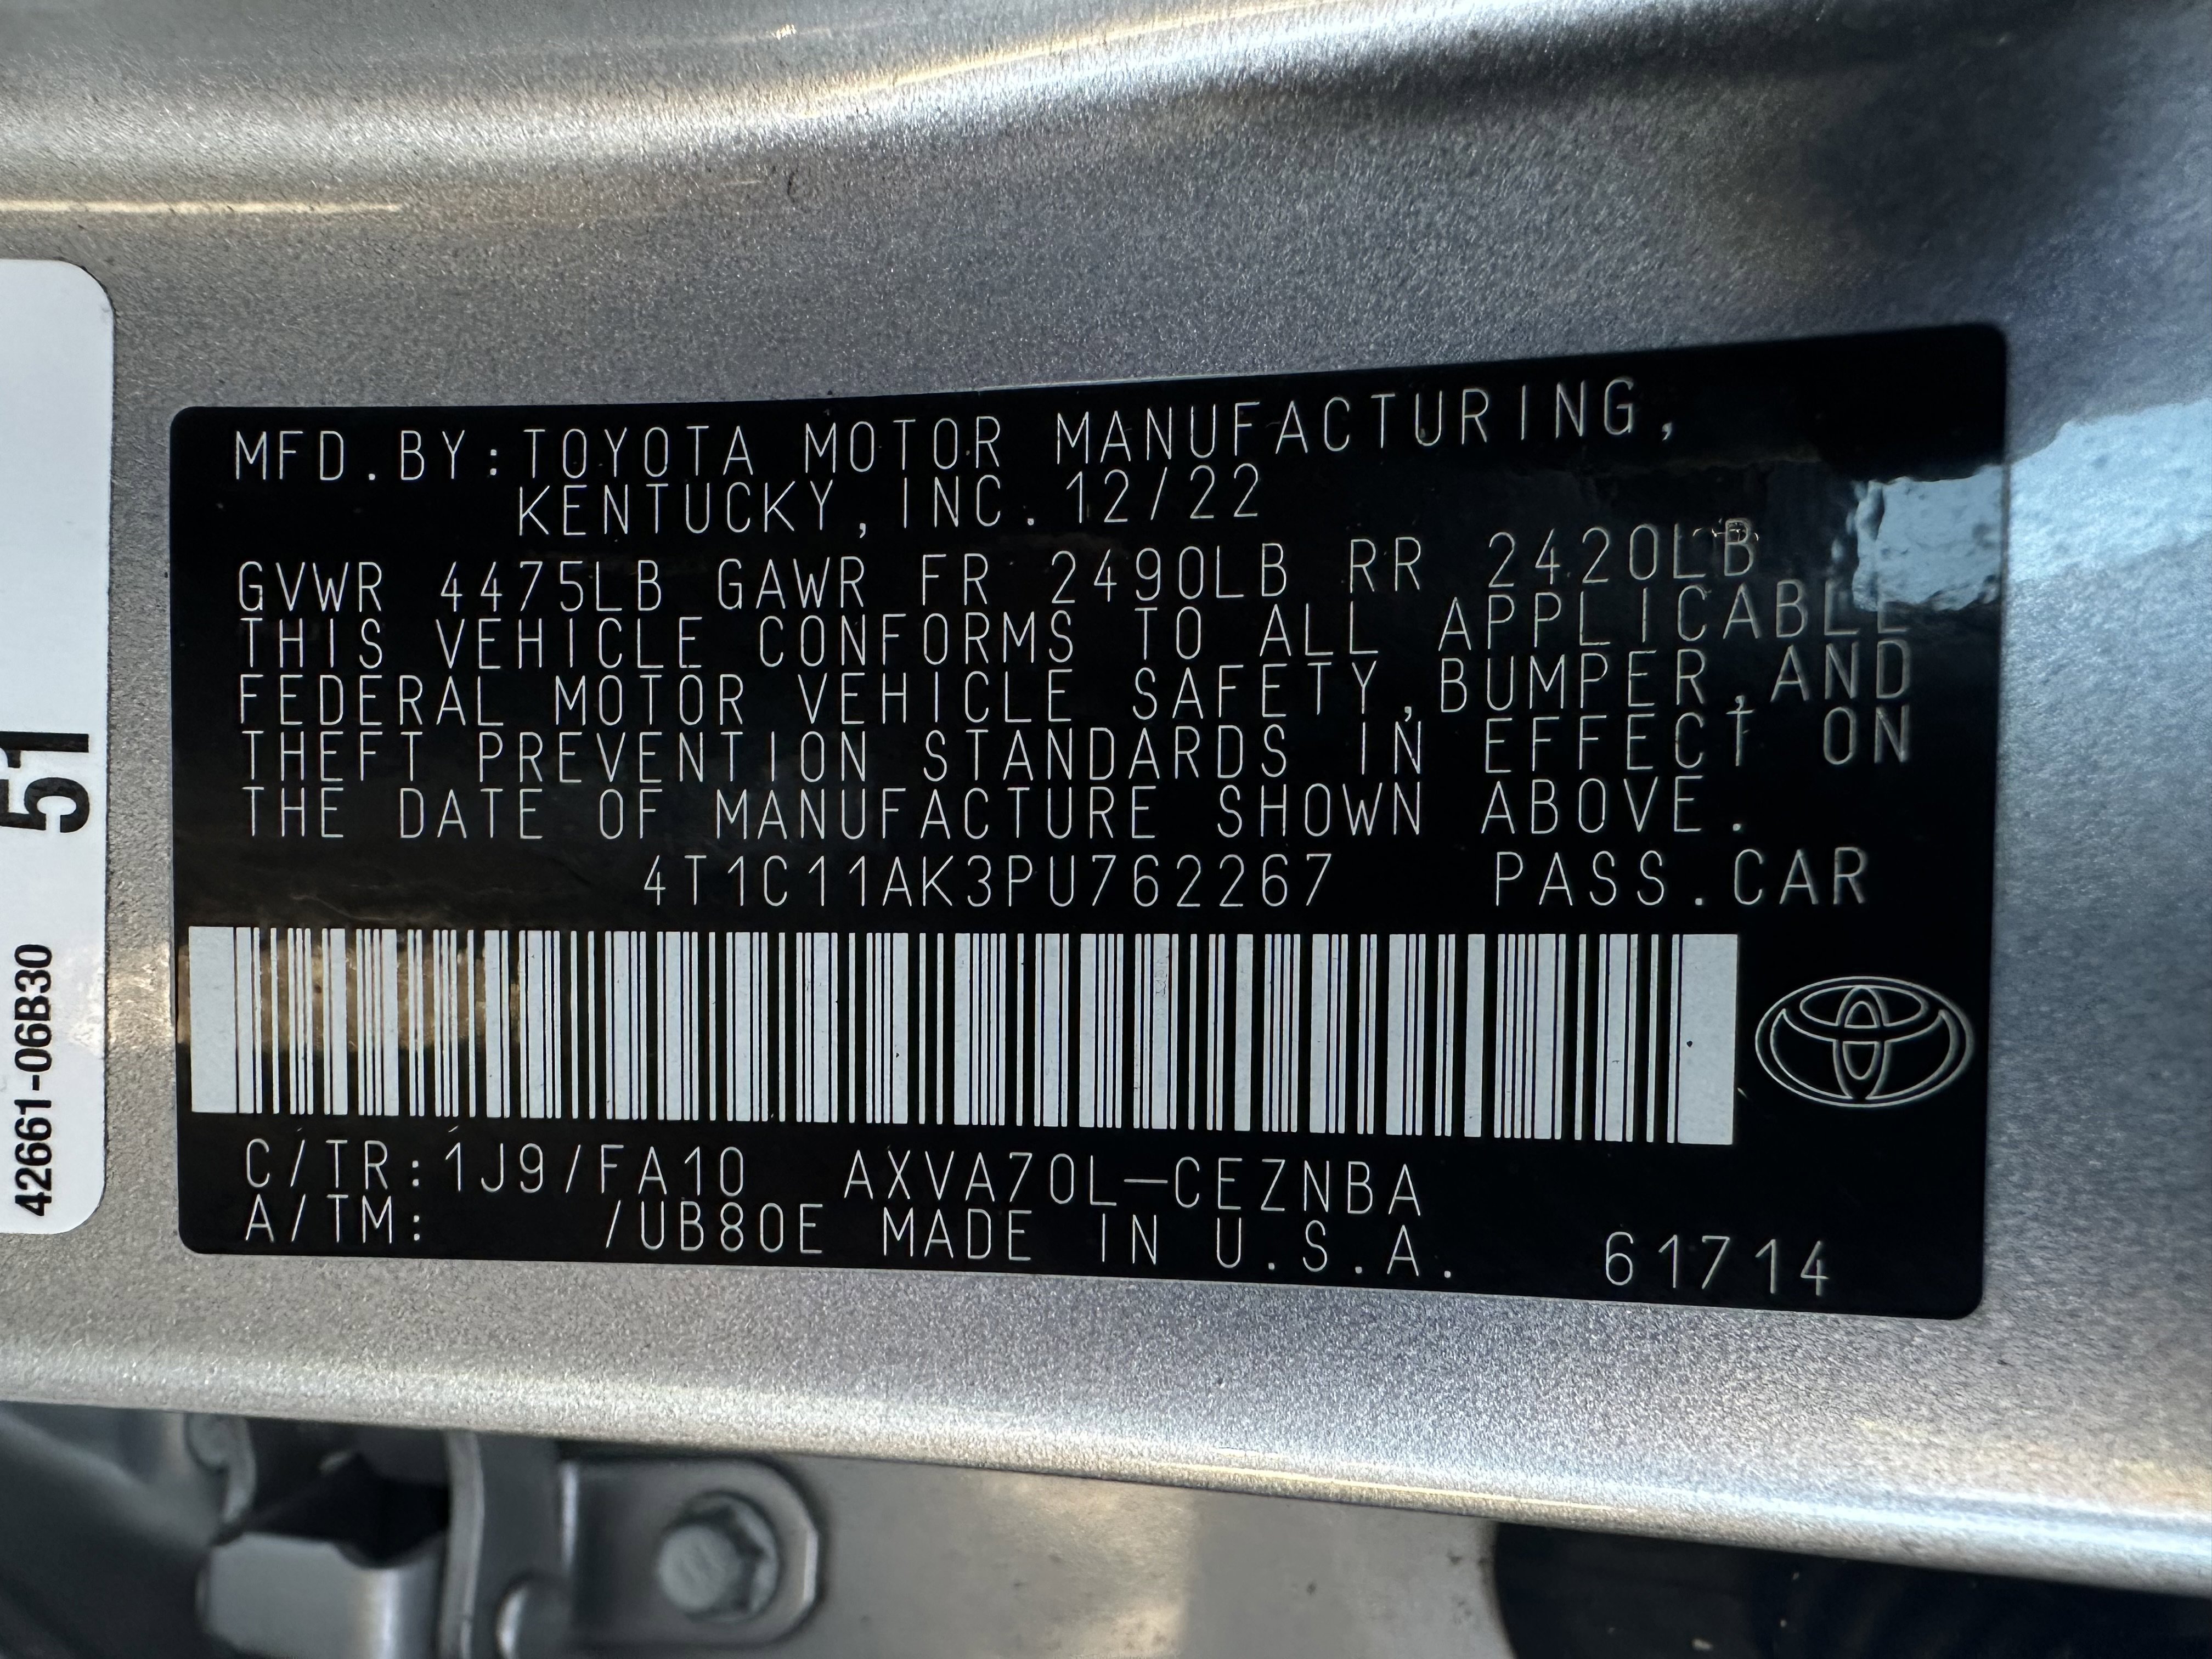 MFD.BY:TOYOTA MOTOR MANUFACTURING,
KENTUCKY,INC.12/22
GVWR 4475LB GAWR FR 2490LB RR 2420LB
THIS VEHICLE CONFORMS TO ALL APPLICABLE
FEDERAL MOTOR VEHICLE SAFETY,BUMPER,AND
THEFT PREVENTION STANDARDS IN EFFECT ON
THE DATE OF MANUFACTURE SHOWN ABOVE.
4T1C11AK3PU762267 PASS.CAR
C/TR:1J9/FA10 AXVA70L-CEZNBA
A/TM: /UB80E MADE IN U.S.A. 61714
51
42661-06B30